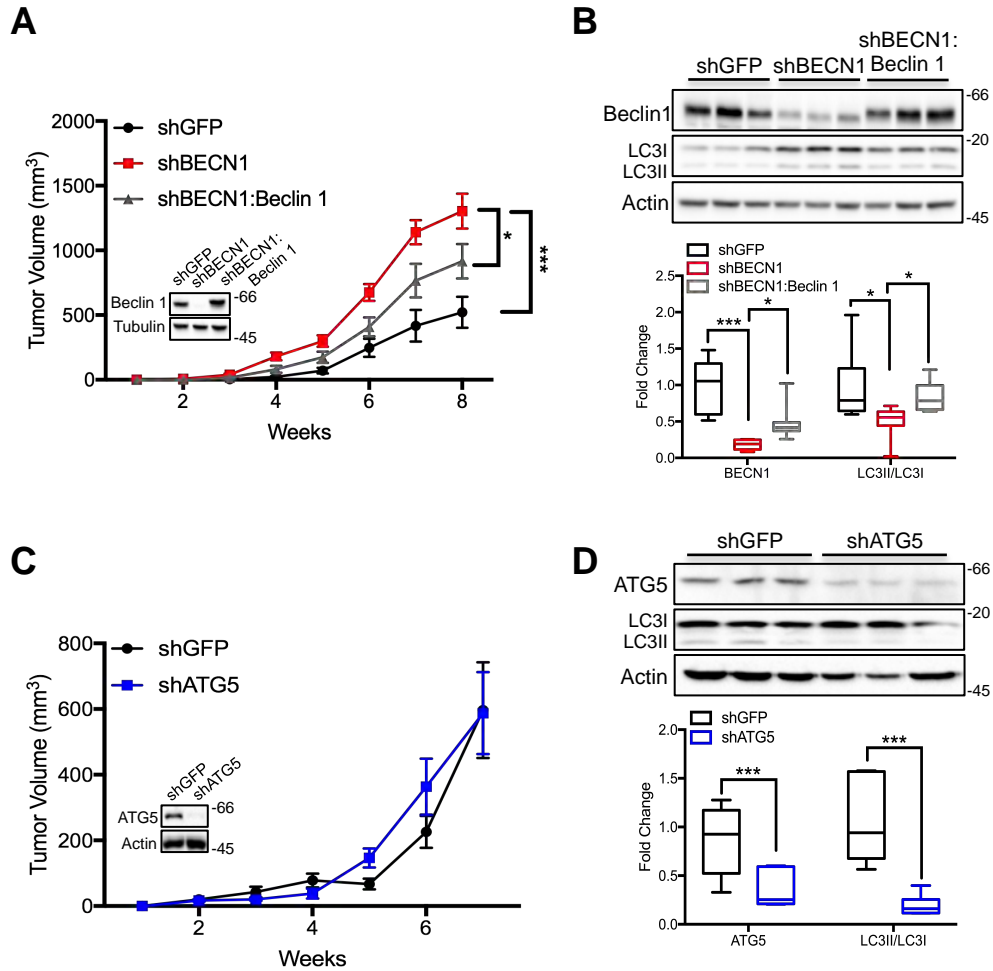 A
2000
1500
1000
500
0
Tumor Volume (mm³)
shGFP
shBECN1
shBECN1:Beclin 1
shGFP
shBECN1
shBECN1:
Beclin 1
Beclin 1
Tubulin
-66
-45
*
***
2
4
6
8
Weeks
B
shGFP
shBECN1
shBECN1:
Beclin 1
Beclin1
LC3I
LC3II
Actin
-66
-20
-45
shGFP
shBECN1
shBECN1:Beclin 1
2.5
2.0
1.5
1.0
0.5
0.0
Fold Change
***
*
*
*
BECN1
LC3II/LC3I
C
800
600
400
200
0
Tumor Volume (mm³)
shGFP
shATG5
shGFP
shATG5
ATG5
Actin
-66
-45
2
4
6
Weeks
D
shGFP
shATG5
ATG5
LC3I
LC3II
Actin
-66
-20
-45
shGFP
shATG5
2.0
1.5
1.0
0.5
0.0
Fold Change
***
***
ATG5
LC3II/LC3I